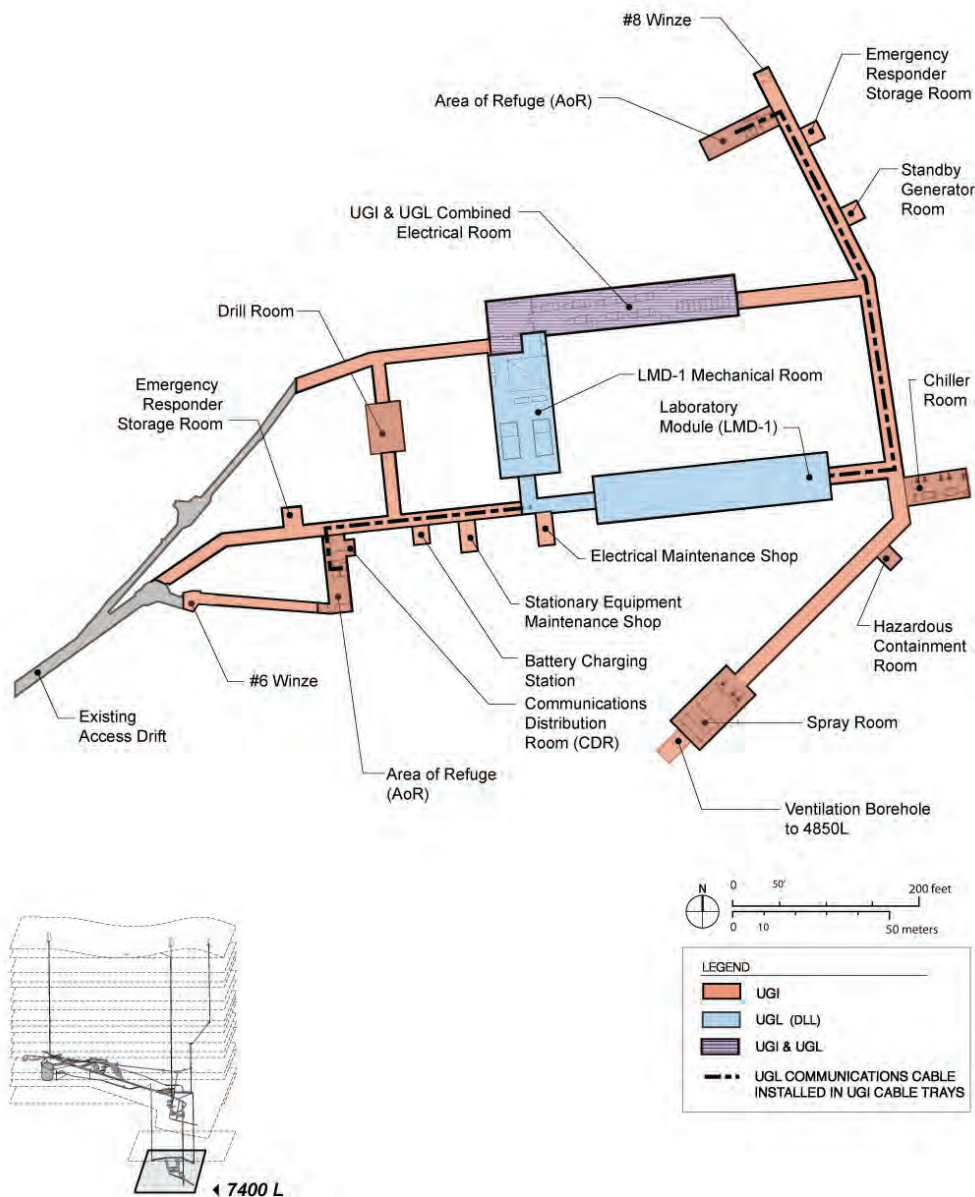 #8 Winze
Emergency
Responder
Storage Room
Area of Refuge (AoR)
Standby
Generator
Room
UGI & UGL Combined
Electrical Room
Drill Room
Emergency
Responder
Storage Room
LMD-1 Mechanical Room
Laboratory
Module (LMD-1)
Chiller
Room
Electrical Maintenance Shop
Stationary Equipment
Maintenance Shop
Hazardous
Containment
Room
#6 Winze
Battery Charging
Station
Existing
Access Drift
Communications
Distribution
Room (CDR)
Spray Room
Area of Refuge
(AoR)
Ventilation Borehole
to 4850L
N
0 50' 200 feet
0 10 50 meters
LEGEND
UGI
UGL (DLL)
UGI & UGL
UGL COMMUNICATIONS CABLE
INSTALLED IN UGI CABLE TRAYS
7400 L